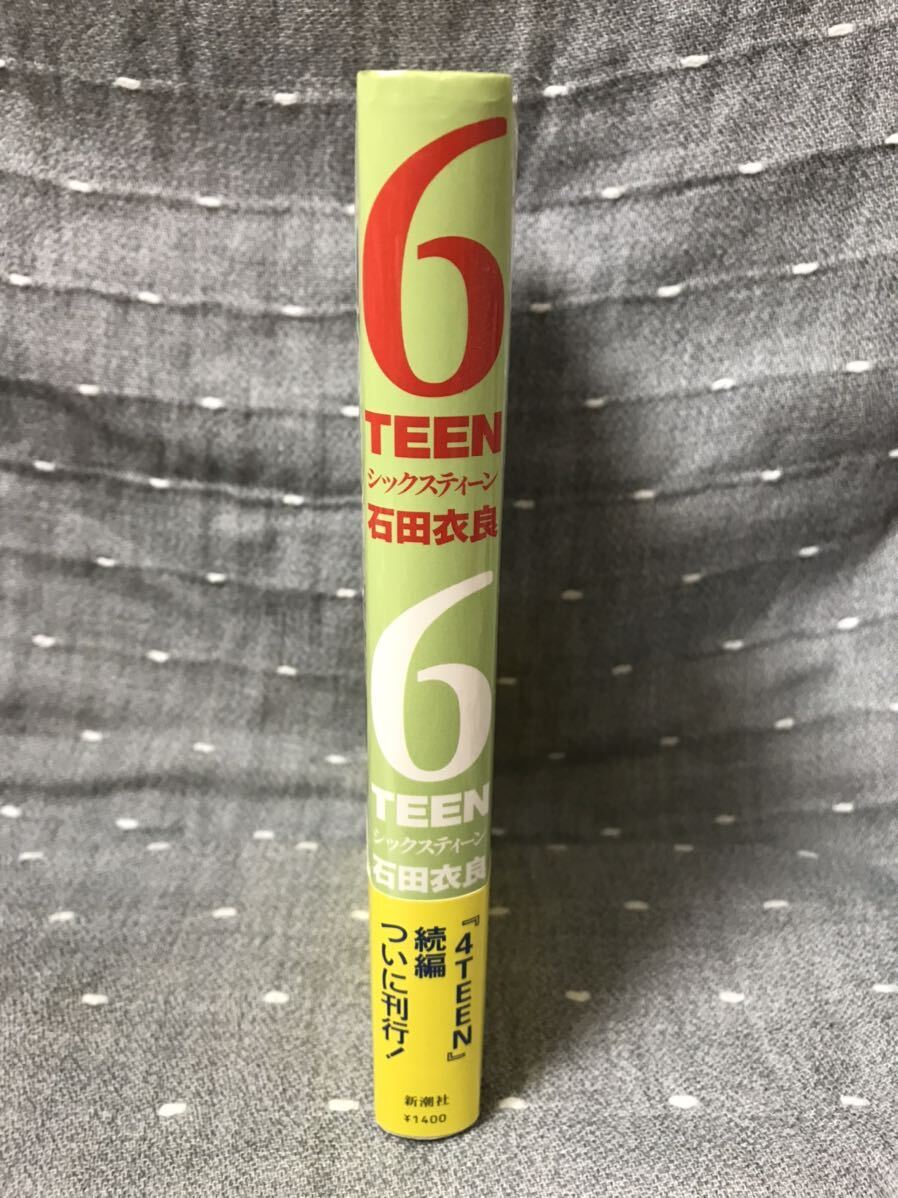 6
TEEN
シックスティーン
石田衣良
6
TEEN
シックスティーン
石田衣良
『4TEEN』
続編
ついに刊行!
新潮社
¥1400